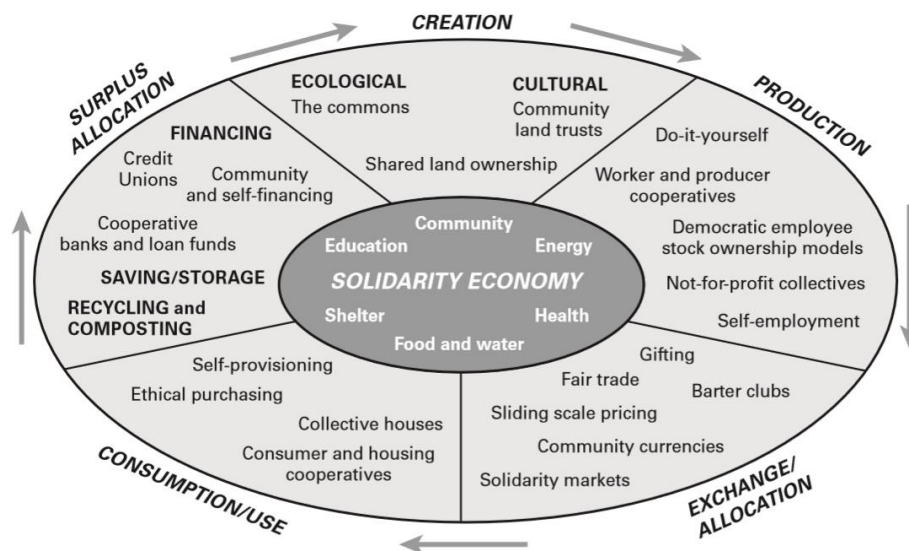 CREATION
ECOLOGICAL
The commons
CULTURAL
Community
land trusts
Shared land ownership
PRODUCTION
Do-it-yourself
Worker and producer
cooperatives
Democratic employee
stock ownership models
Not-for-profit collectives
Self-employment
EXCHANGE/
ALLOCATION
Gifting
Fair trade
Barter clubs
Sliding scale pricing
Community currencies
Solidarity markets
CONSUMPTION/USE
Self-provisioning
Ethical purchasing
Collective houses
Consumer and housing
cooperatives
SURPLUS
ALLOCATION
FINANCING
Credit
Unions
Community
and self-financing
Cooperative
banks and loan funds
SAVING/STORAGE
RECYCLING and
COMPOSTING
Community
Education
Energy
SOLIDARITY ECONOMY
Shelter
Health
Food and water